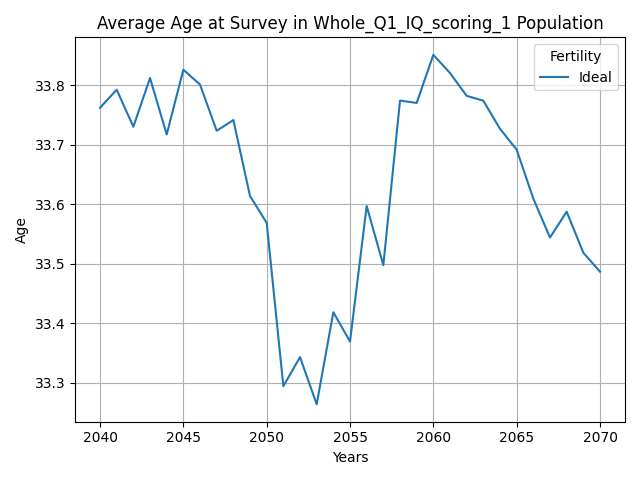 Average Age at Survey in Whole_Q1_IQ_scoring_1 Population
Fertility
Ideal
33.8
33.7
33.6
33.5
33.4
33.3
Age
2040 2045 2050 2055 2060 2065 2070
Years